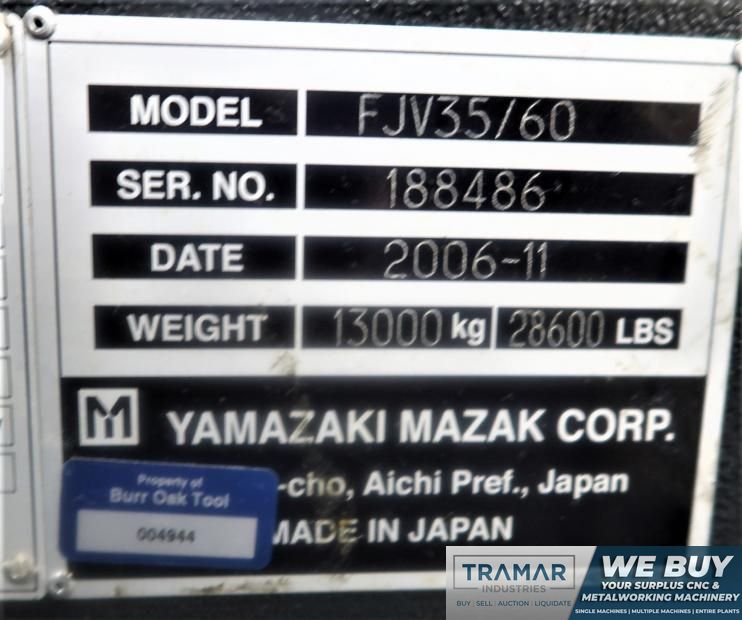 MODEL FJV35/60
SER. NO. 188486
DATE 2006-11
WEIGHT 13000 kg 28600 LBS
YAMAZAKI MAZAK CORP.
-cho, Aichi Pref., Japan
MADE IN JAPAN
Property of
Burr Oak Tool
004944
TRAMAR
INDUSTRIES
BUY | SELL | AUCTION | LIQUIDATE
WE BUY
YOUR SURPLUS CNC &
METALWORKING MACHINERY
SINGLE MACHINES | MULTIPLE MACHINES | ENTIRE PLANTS